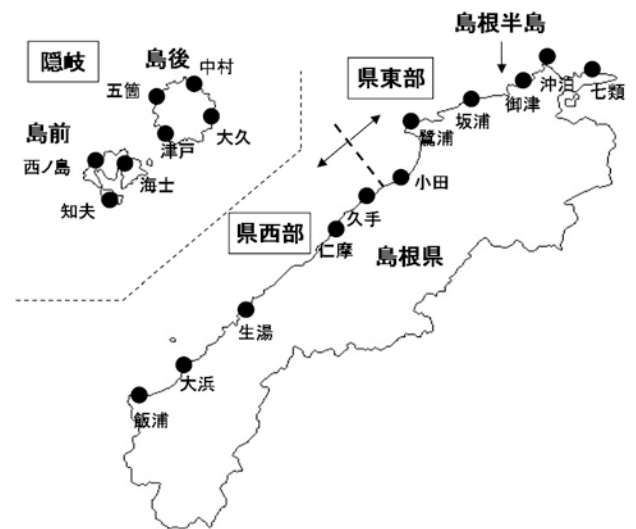 島根半島
隠岐
島後
中村
県東部
沖泊
七類
五箇
御津
坂浦
大久
島前
津戸
鷺浦
西ノ島
海士
小田
知夫
久手
県西部
仁摩
島根県
生湯
大浜
飯浦